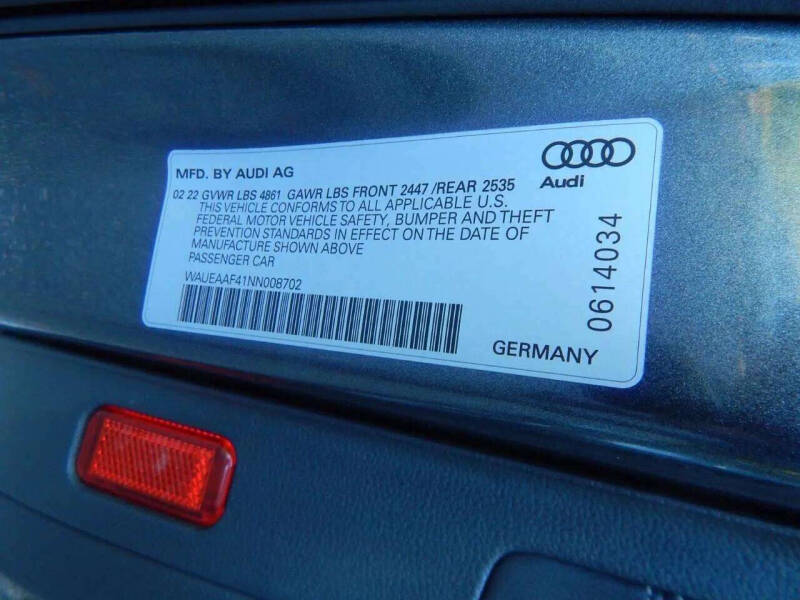 MFD. BY AUDI AG
Audi
02 22 GVWR LBS 4861 GAWR LBS FRONT 2447 /REAR 2535
THIS VEHICLE CONFORMS TO ALL APPLICABLE U.S.
FEDERAL MOTOR VEHICLE SAFETY, BUMPER AND THEFT
PREVENTION STANDARDS IN EFFECT ON THE DATE OF
MANUFACTURE SHOWN ABOVE
PASSENGER CAR
WAUEAAF41NN008702
GERMANY
0614034